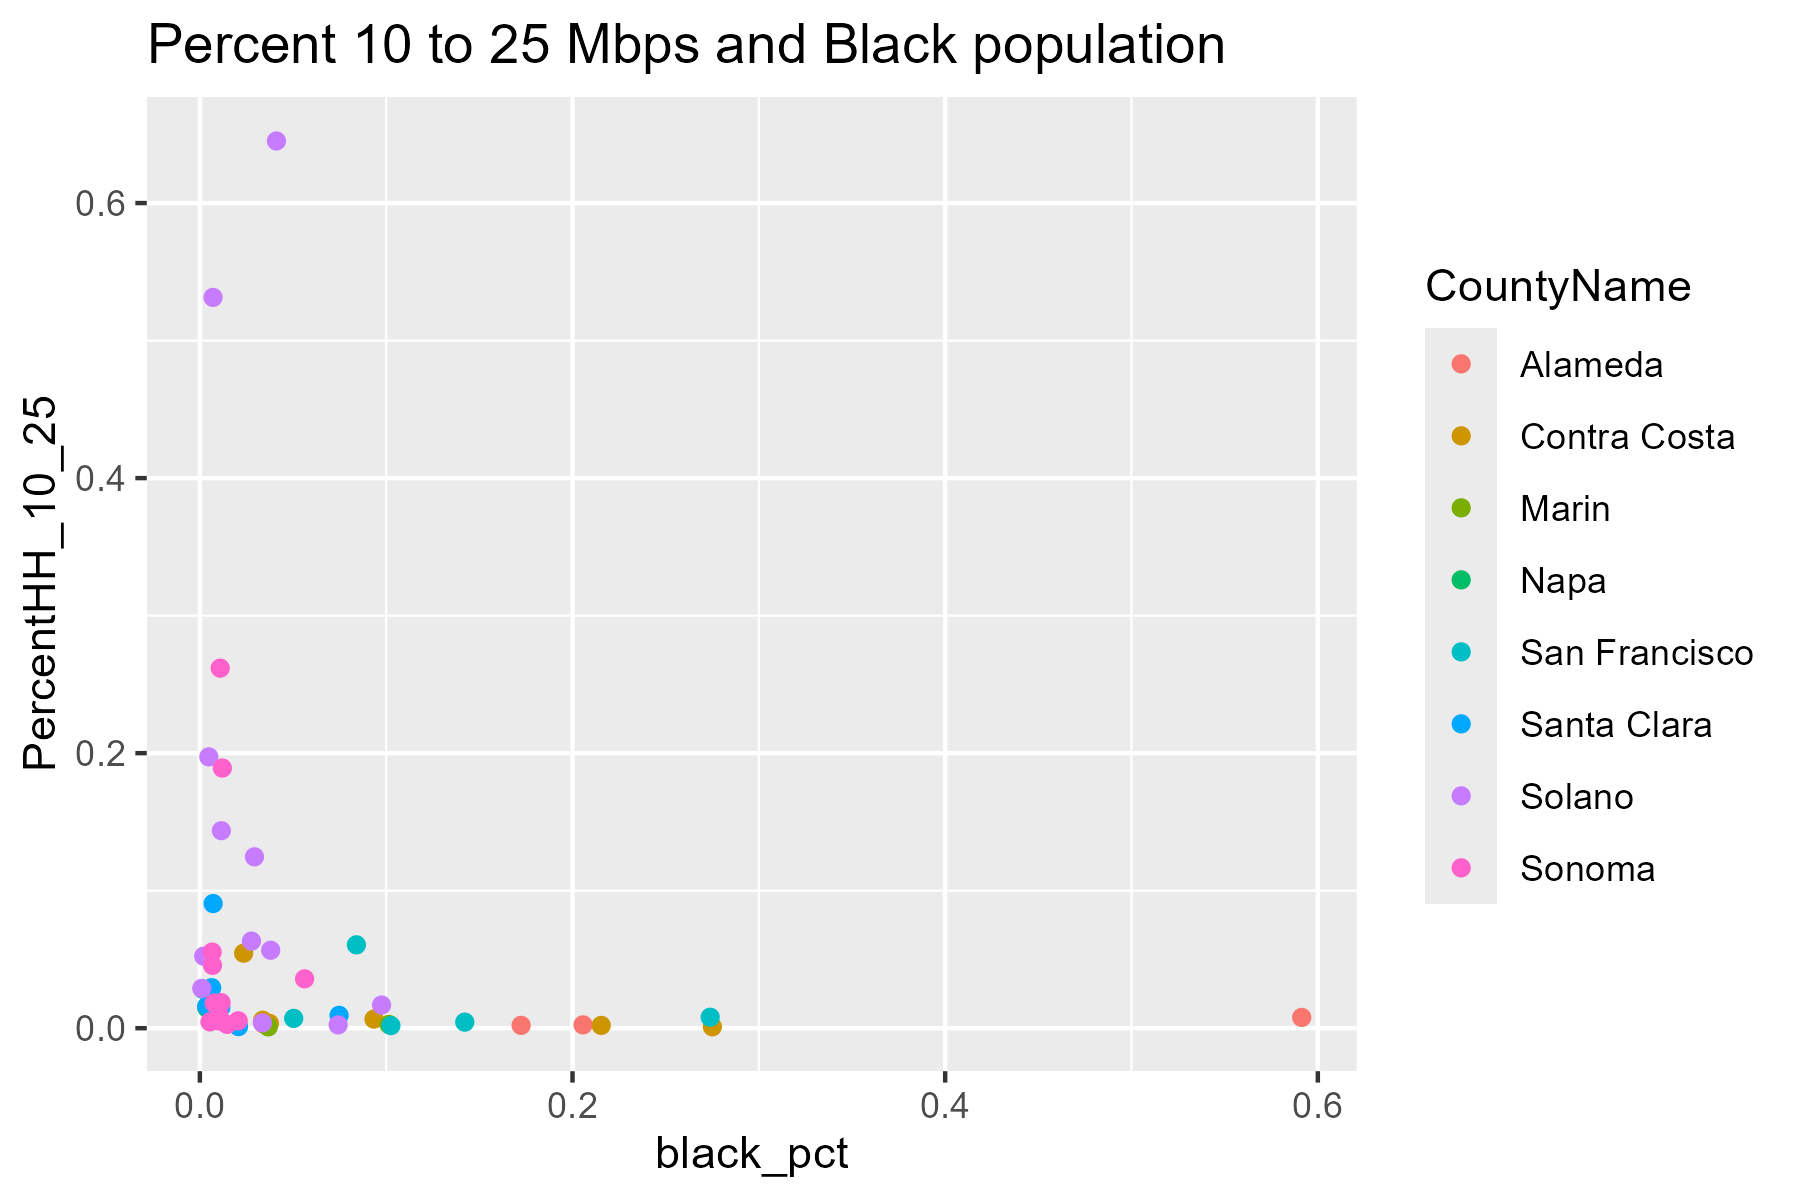 Percent 10 to 25 Mbps and Black population
PercentHH_10_25
0.6
0.4
0.2
0.0
0.0
0.2
0.4
0.6
black_pct
CountyName
Alameda
Contra Costa
Marin
Napa
San Francisco
Santa Clara
Solano
Sonoma